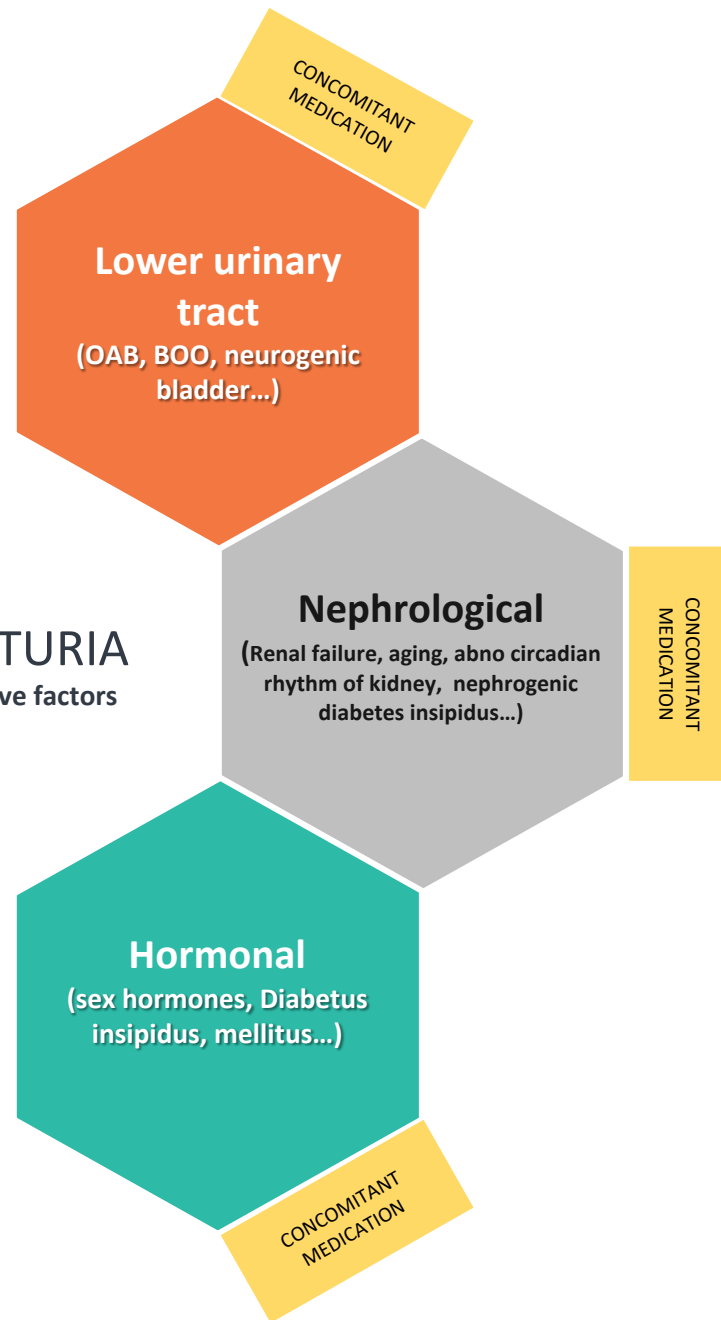 CONCOMITANT
MEDICATION
Lower urinary
tract
(OAB, BOO, neurogenic
bladder…)
Nephrological
(Renal failure, aging, abno circadian
rhythm of kidney, nephrogenic
diabetes insipidus…)
CONCOMITANT
MEDICATION
TURIA
ve factors
Hormonal
(sex hormones, Diabetus
insipidus, mellitus…)
CONCOMITANT
MEDICATION